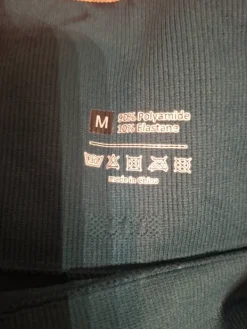 M
90% Polyamide
10% Elastane
made in China